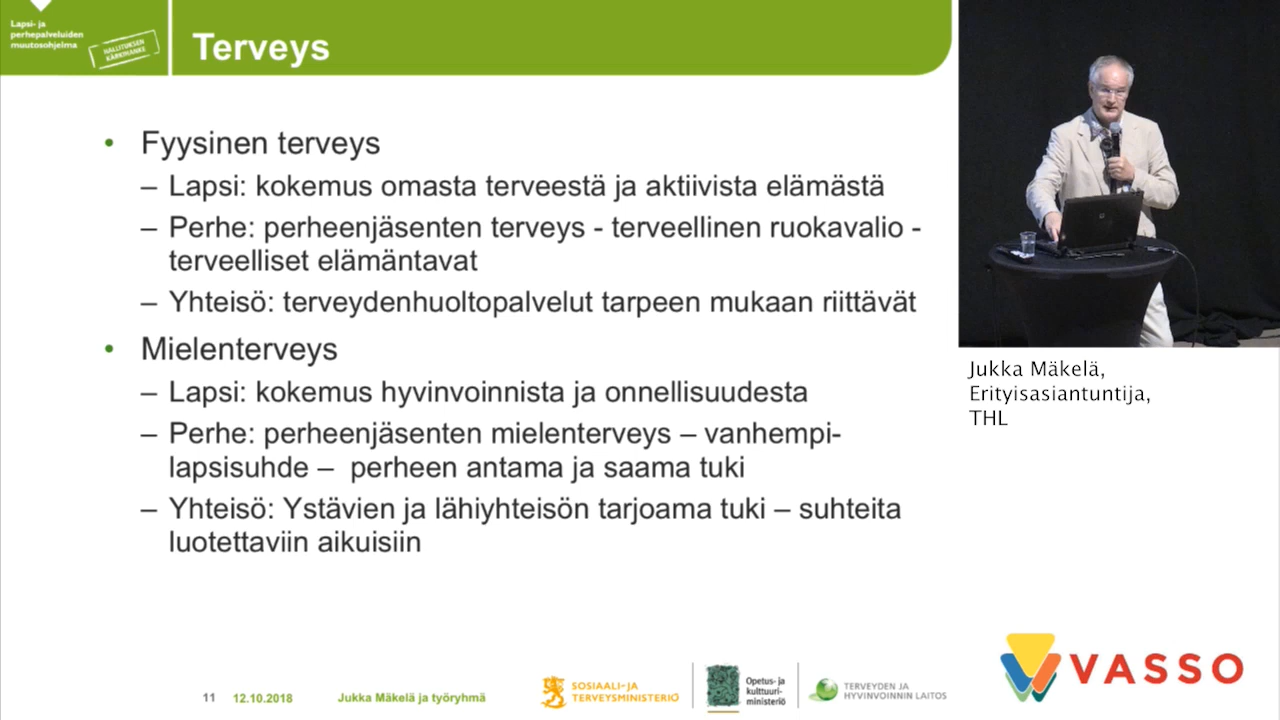 Lapsi- ja
perhepalveluiden
muutosohjelma
HALLITUKSEN
KÄRKIHANKE
Terveys
• Fyysinen terveys
– Lapsi: kokemus omasta terveestä ja aktiivista elämästä
– Perhe: perheenjäsenten terveys - terveellinen ruokavalio -
terveelliset elämäntavat
– Yhteisö: terveydenhuoltopalvelut tarpeen mukaan riittävät
• Mielenterveys
– Lapsi: kokemus hyvinvoinnista ja onnellisuudesta
– Perhe: perheenjäsenten mielenterveys – vanhempi-
lapsisuhde – perheen antama ja saama tuki
– Yhteisö: Ystävien ja lähiyhteisön tarjoama tuki – suhteita
luotettaviin aikuisiin
Jukka Mäkelä,
Erityisasiantuntija,
THL
11
12.10.2018
Jukka Mäkelä ja työryhmä
SOSIAALI- JA
TERVEYSMINISTERIÖ
Opetus- ja
kulttuuri-
ministeriö
TERVEYDEN JA
HYVINVOINNIN LAITOS
VASSO